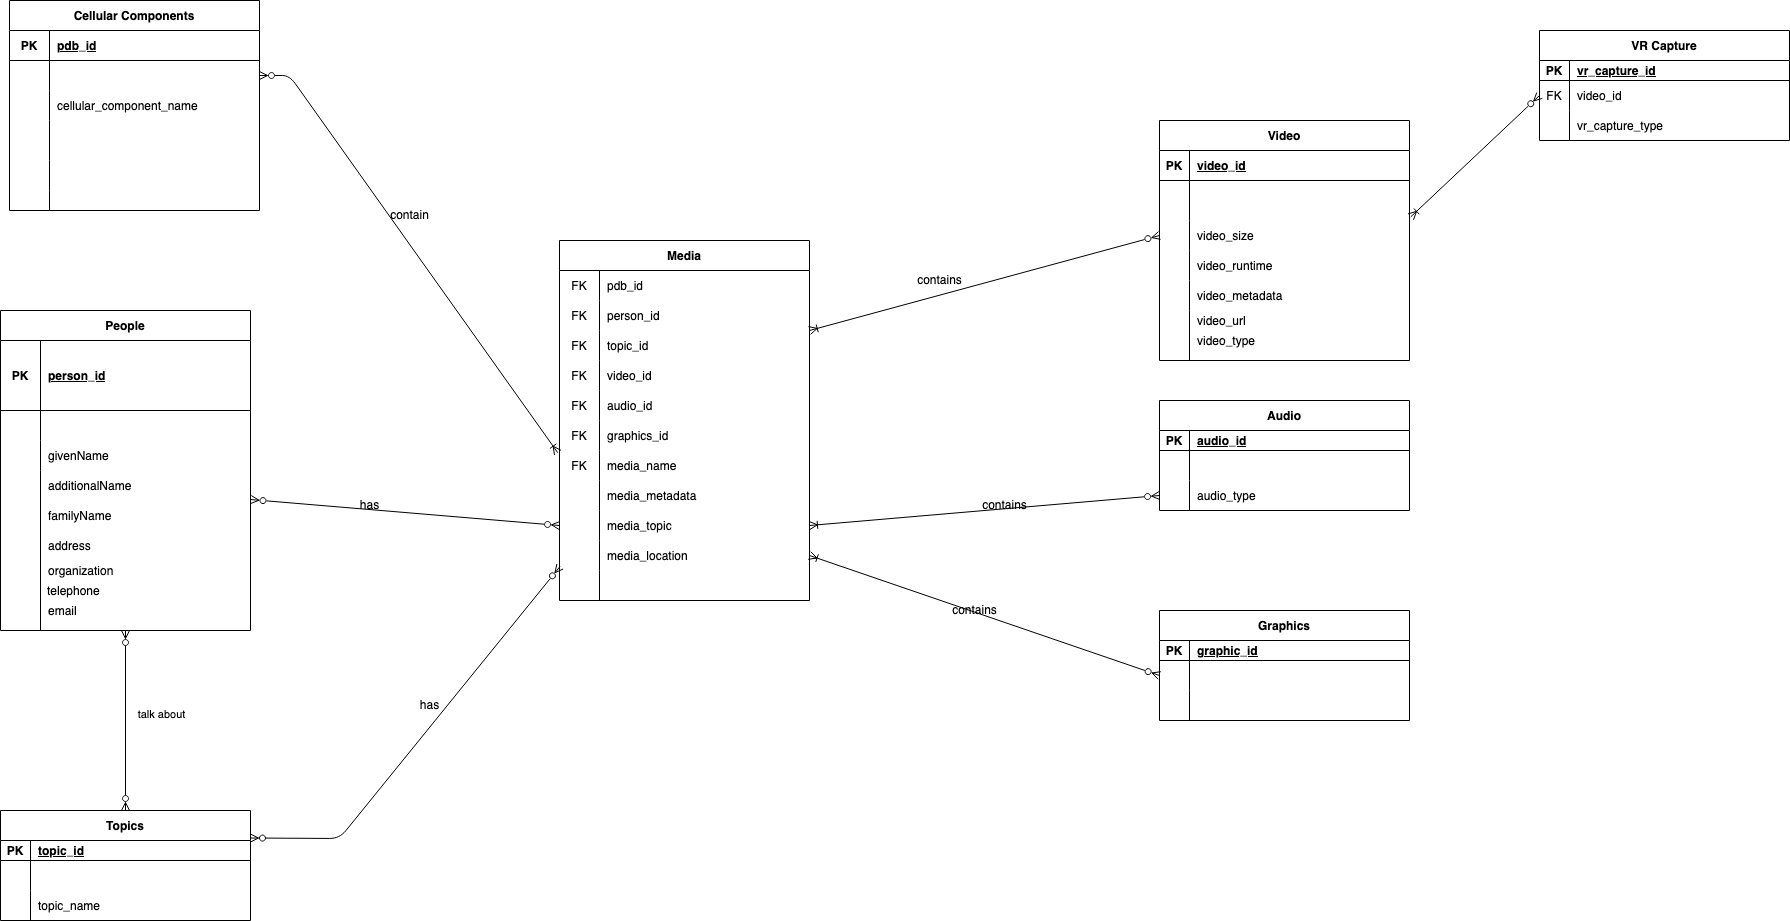 Cellular Components
PK pdb_id
cellular_component_name
contain
People
PK person_id
givenName
additionalName
familyName
address
organization
telephone
email
has
talk about
Topics
PK topic_id
topic_name
has
Media
FK pdb_id
FK person_id
FK topic_id
FK video_id
FK audio_id
FK graphics_id
FK media_name
media_metadata
media_topic
media_location
contains
contains
contains
Video
PK video_id
video_size
video_runtime
video_metadata
video_url
video_type
Audio
PK audio_id
audio_type
Graphics
PK graphic_id
VR Capture
PK vr_capture_id
FK video_id
vr_capture_type